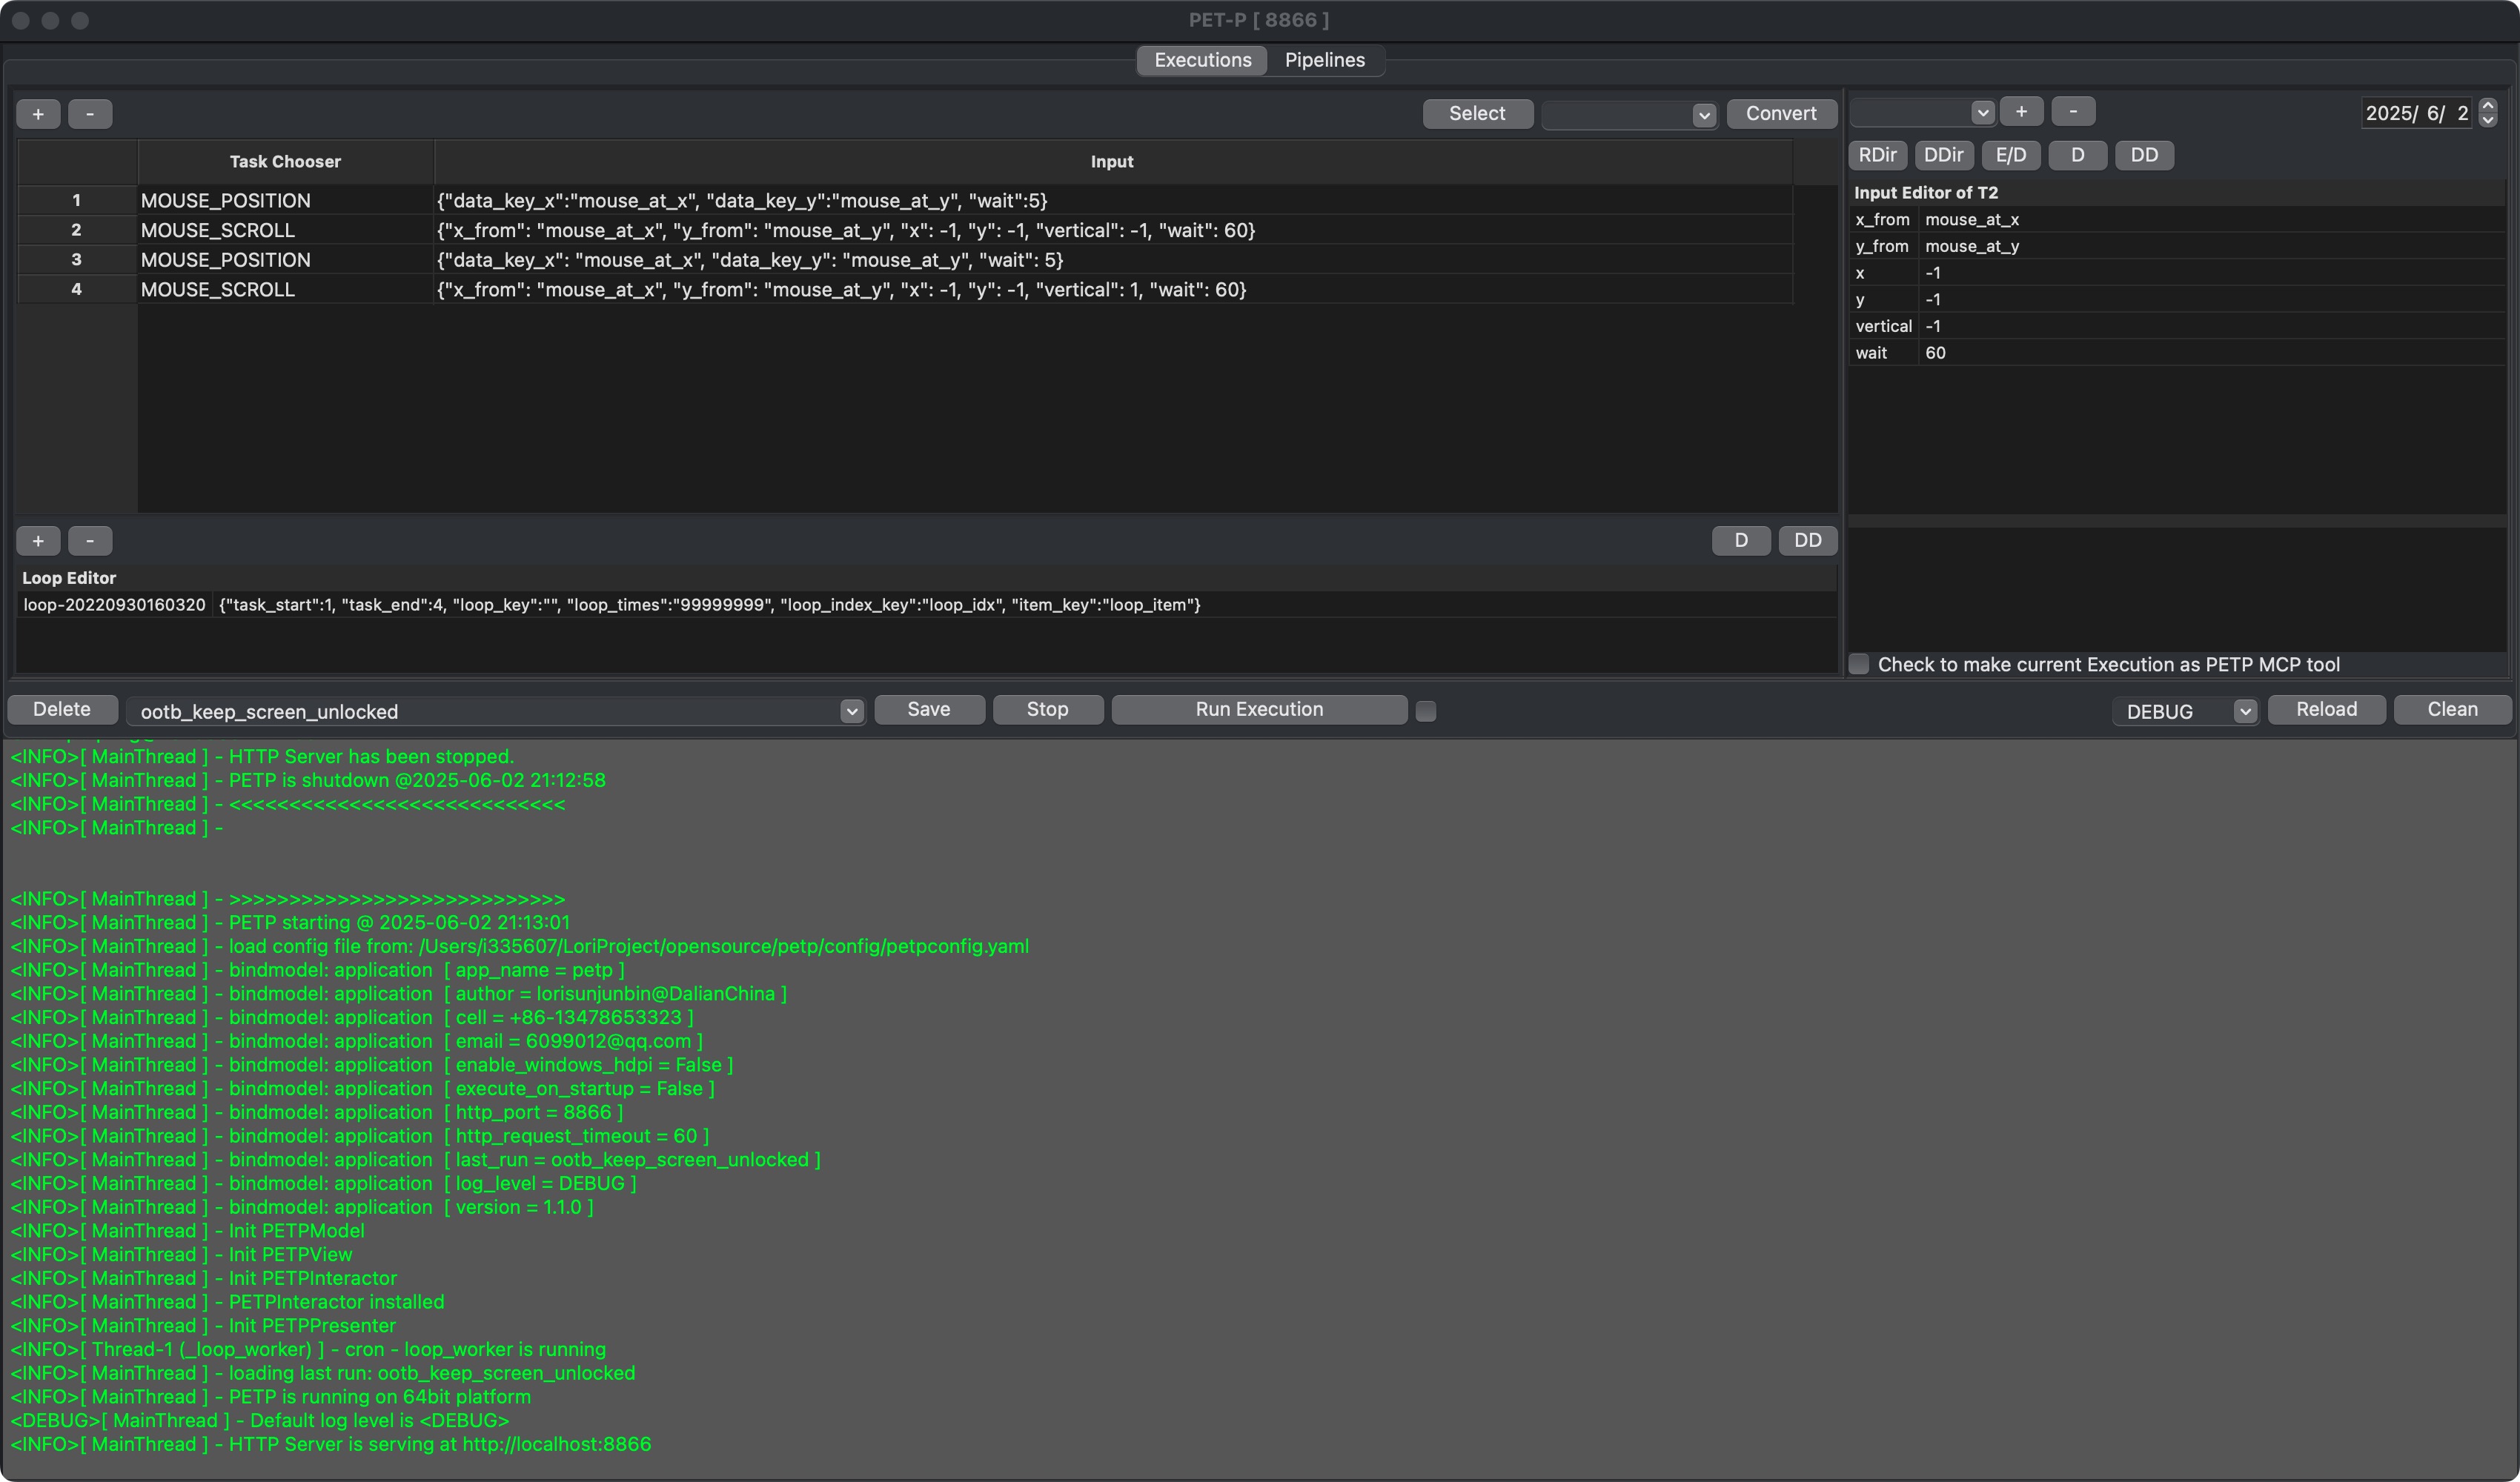 PET-P [ 8866 ]
Executions Pipelines
+ - Select Convert
Task Chooser Input
1 MOUSE_POSITION {"data_key_x":"mouse_at_x", "data_key_y":"mouse_at_y", "wait":5}
2 MOUSE_SCROLL {"x_from": "mouse_at_x", "y_from": "mouse_at_y", "x": -1, "y": -1, "vertical": -1, "wait": 60}
3 MOUSE_POSITION {"data_key_x": "mouse_at_x", "data_key_y": "mouse_at_y", "wait": 5}
4 MOUSE_SCROLL {"x_from": "mouse_at_x", "y_from": "mouse_at_y", "x": -1, "y": -1, "vertical": 1, "wait": 60}
+ - D DD
Loop Editor
loop-20220930160320 {"task_start":1, "task_end":4, "loop_key":"", "loop_times":"99999999", "loop_index_key":"loop_idx", "item_key":"loop_item"}
+ - 2025/ 6/ 2
RDir DDir E/D D DD
Input Editor of T2
x_from mouse_at_x
y_from mouse_at_y
x -1
y -1
vertical -1
wait 60
Check to make current Execution as PETP MCP tool
Delete ootb_keep_screen_unlocked Save Stop Run Execution DEBUG Reload Clean
<INFO>[ MainThread ] - HTTP Server has been stopped.
<INFO>[ MainThread ] - PETP is shutdown @2025-06-02 21:12:58
<INFO>[ MainThread ] - <<<<<<<<<<<<<<<<<<<<<<<<<<<<
<INFO>[ MainThread ] -
<INFO>[ MainThread ] - >>>>>>>>>>>>>>>>>>>>>>>>>>>>
<INFO>[ MainThread ] - PETP starting @ 2025-06-02 21:13:01
<INFO>[ MainThread ] - load config file from: /Users/i335607/LoriProject/opensource/petp/config/petpconfig.yaml
<INFO>[ MainThread ] - bindmodel: application [ app_name = petp ]
<INFO>[ MainThread ] - bindmodel: application [ author = lorisunjunbin@DalianChina ]
<INFO>[ MainThread ] - bindmodel: application [ cell = +86-13478653323 ]
<INFO>[ MainThread ] - bindmodel: application [ email = 6099012@qq.com ]
<INFO>[ MainThread ] - bindmodel: application [ enable_windows_hdpi = False ]
<INFO>[ MainThread ] - bindmodel: application [ execute_on_startup = False ]
<INFO>[ MainThread ] - bindmodel: application [ http_port = 8866 ]
<INFO>[ MainThread ] - bindmodel: application [ http_request_timeout = 60 ]
<INFO>[ MainThread ] - bindmodel: application [ last_run = ootb_keep_screen_unlocked ]
<INFO>[ MainThread ] - bindmodel: application [ log_level = DEBUG ]
<INFO>[ MainThread ] - bindmodel: application [ version = 1.1.0 ]
<INFO>[ MainThread ] - Init PETPModel
<INFO>[ MainThread ] - Init PETPView
<INFO>[ MainThread ] - Init PETPInteractor
<INFO>[ MainThread ] - PETPInteractor installed
<INFO>[ MainThread ] - Init PETPPresenter
<INFO>[ Thread-1 (_loop_worker) ] - cron - loop_worker is running
<INFO>[ MainThread ] - loading last run: ootb_keep_screen_unlocked
<INFO>[ MainThread ] - PETP is running on 64bit platform
<DEBUG>[ MainThread ] - Default log level is <DEBUG>
<INFO>[ MainThread ] - HTTP Server is serving at http://localhost:8866